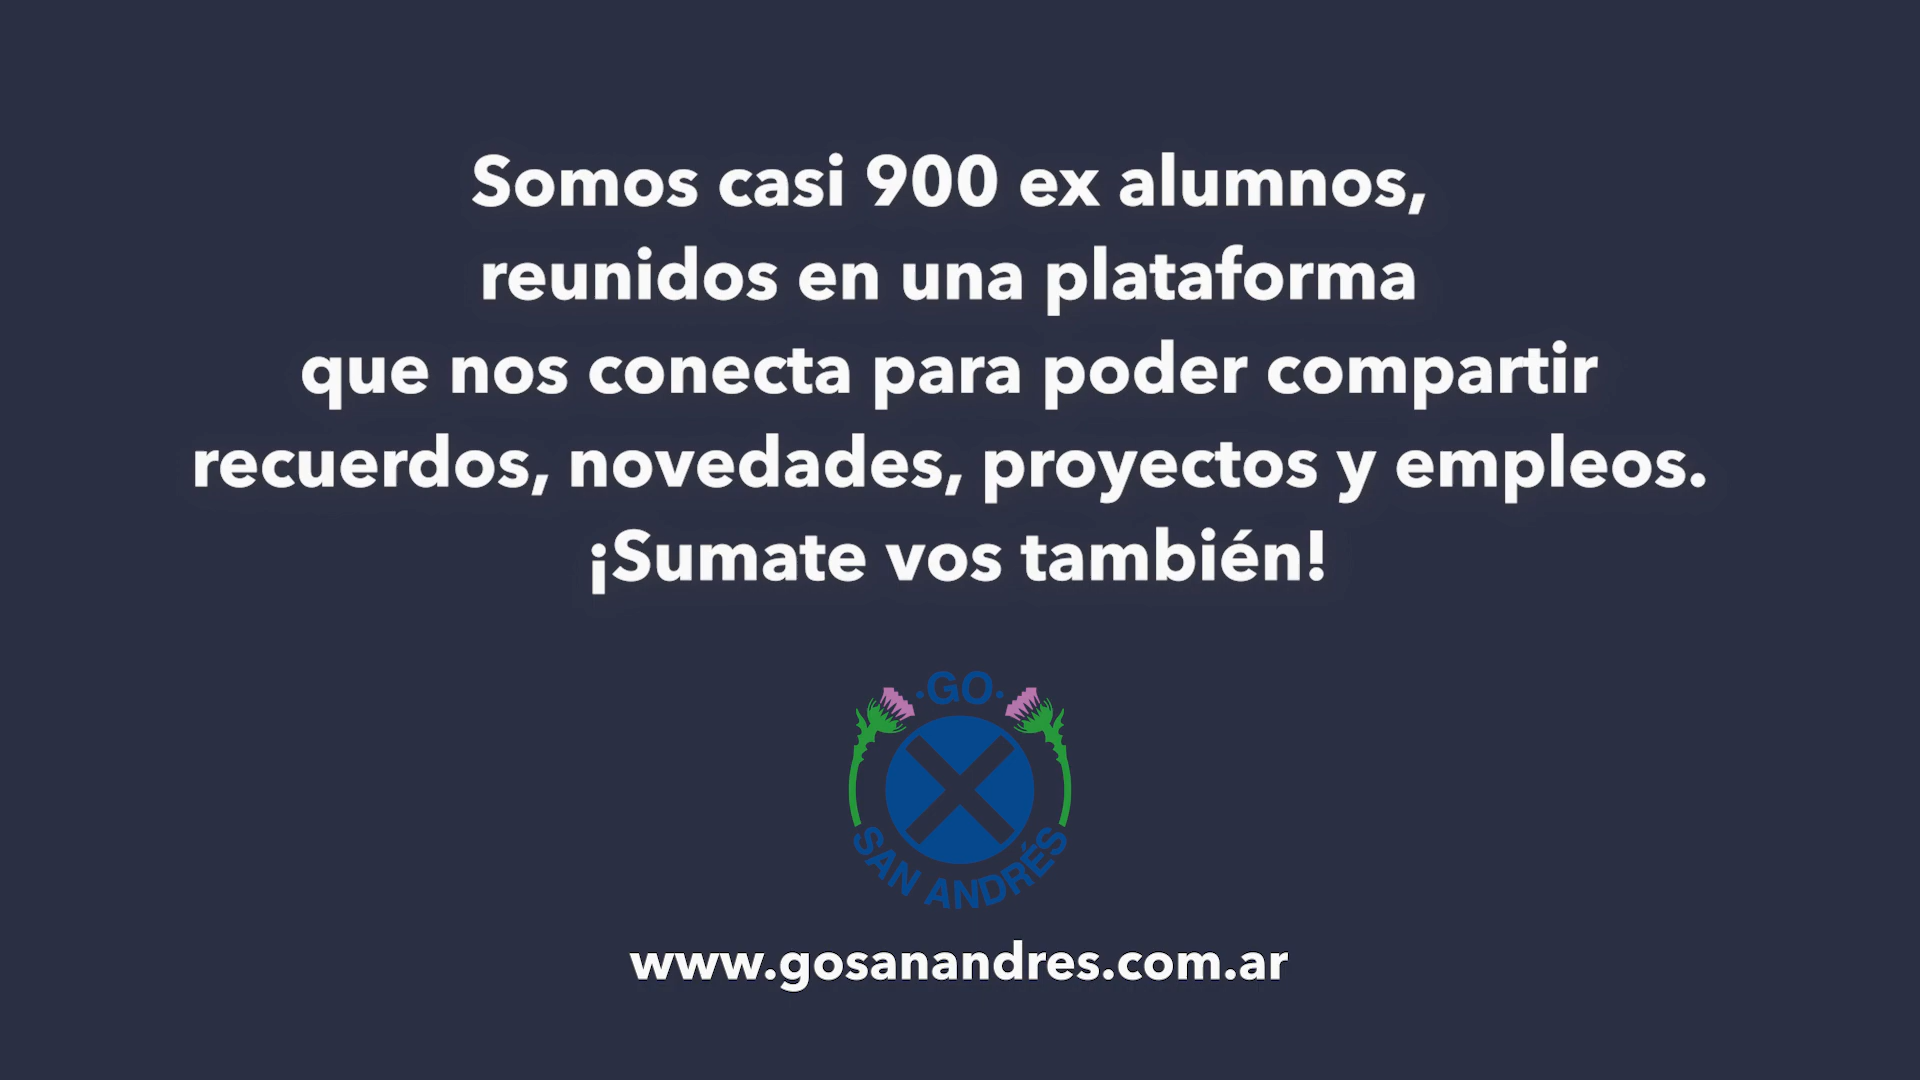 Somos casi 900 ex alumnos,
reunidos en una plataforma
que nos conecta para poder compartir
recuerdos, novedades, proyectos y empleos.
¡Sumate vos también!
·GO·
SAN ANDRÉS
www.gosanandres.com.ar